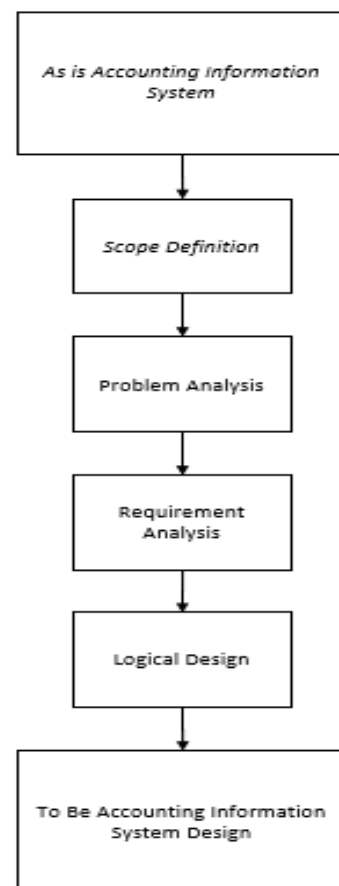 As is Accounting Information
System
Scope Definition
Problem Analysis
Requirement
Analysis
Logical Design
To Be Accounting Information
System Design